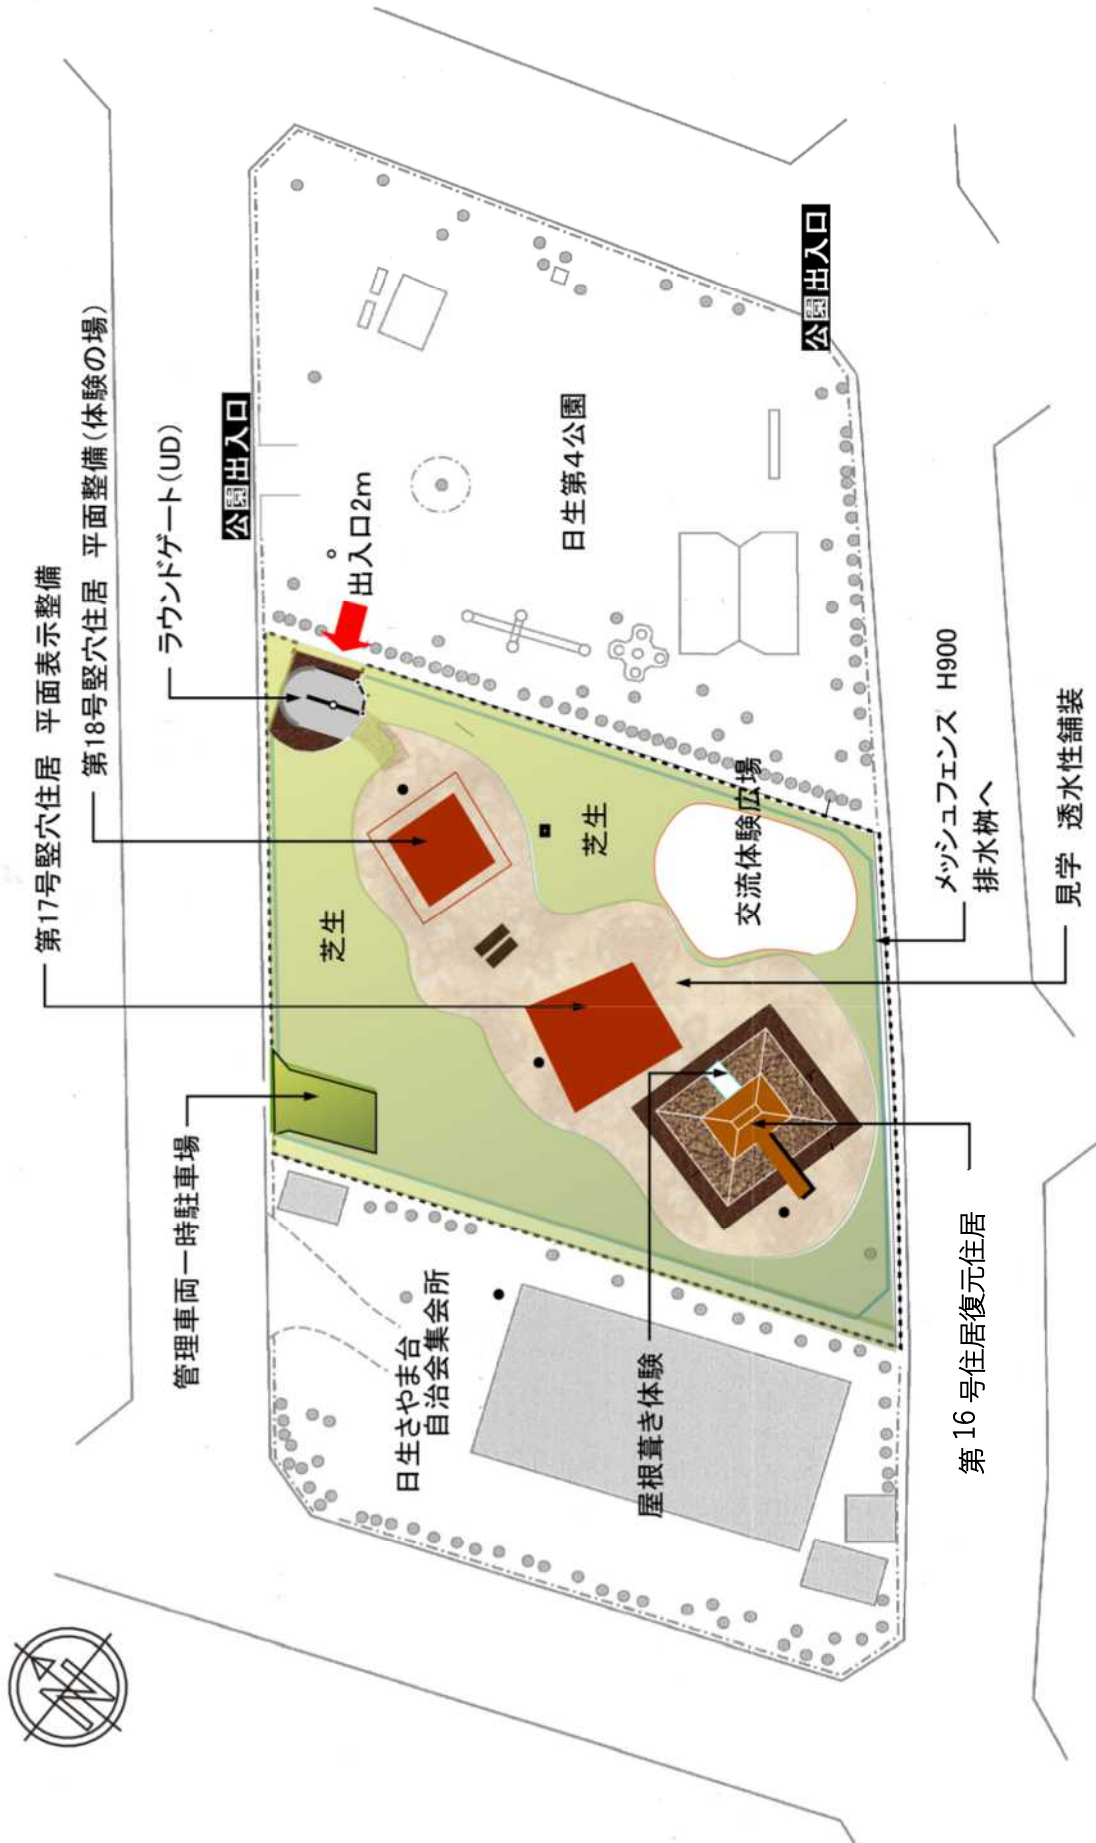 第17号竪穴住居 平面表示整備
第18号竪穴住居 平面整備(体験の場)
ラウンドゲート(UD)
管理車両一時駐車場
公園出入口
出入口2m
芝生
芝生
日生第4公園
公園出入口
交流体験広場
日生さやま台
自治会集会所
屋根葺き体験
メッシュフェンス H900
排水桝へ
第16号住居復元住居
見学 透水性舗装
N